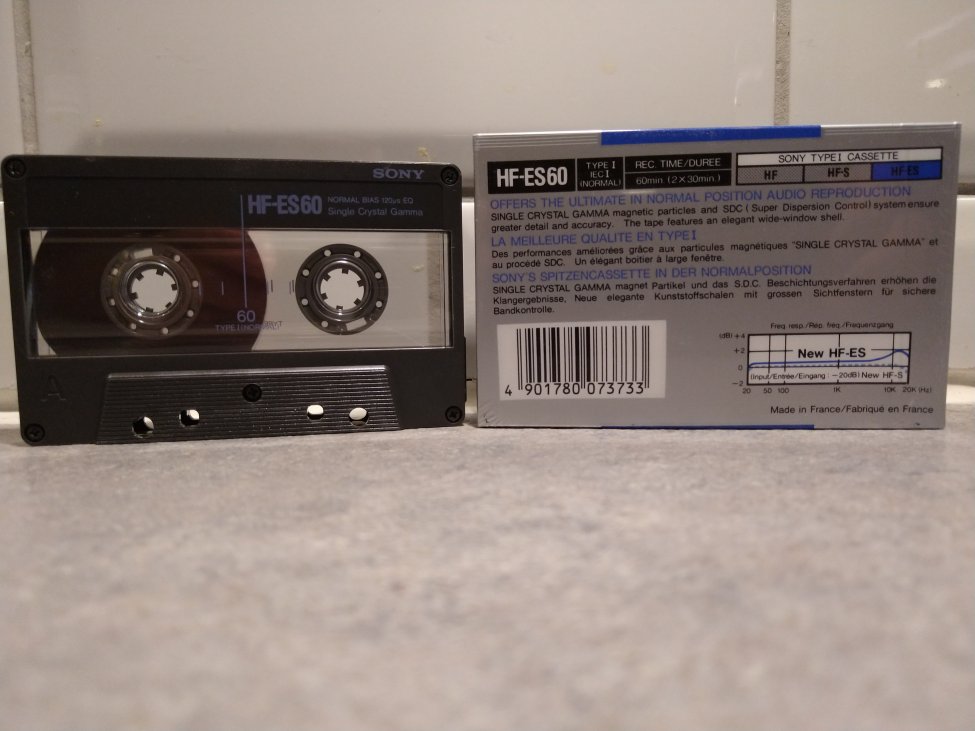 SONY
HF-ES60
NORMAL BIAS 120µs EQ
Single Crystal Gamma
60
TYPE I (NORMAL)
A
HF-ES60
TYPE I
IEC I
(NORMAL)
REC. TIME/DUREE
60min. (2×30min.)
SONY TYPE I CASSETTE
HF HF-S HF-ES
OFFERS THE ULTIMATE IN NORMAL POSITION AUDIO REPRODUCTION
SINGLE CRYSTAL GAMMA magnetic particles and SDC (Super Dispersion Control) system ensure
greater detail and accuracy. The tape features an elegant wide-window shell.
LA MEILLEURE QUALITE EN TYPE I
Des performances améliorées grâce aux particules magnétiques "SINGLE CRYSTAL GAMMA" et
au procédé SDC. Un élégant boitier à large fenêtre.
SONY'S SPITZENCASSETTE IN DER NORMALPOSITION
SINGLE CRYSTAL GAMMA magnet Partikel und das S.D.C. Beschichtungsverfahren erhöhen die
Klangergebnisse, Neue elegante Kunststoffschalen mit grossen Sichtfenstern für sichere
Bandkontrolle.
4 901780 073733
Freq. resp./Rép. fréq./Frequenzgang
(dB) +4
+2
0
-2
New HF-ES
(Input/Entrée/Eingang : -20dB) New HF-S
20 50 100 1K 10K 20K (Hz)
Made in France/Fabriqué en France